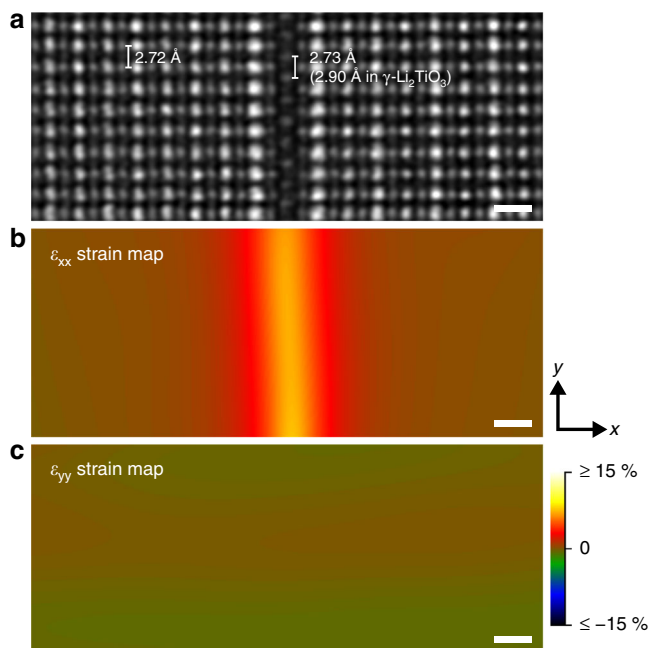 a
2.72 Å
2.73 Å
(2.90 Å in γ-Li₂TiO₃)
b
εxx strain map
y
x
c
εyy strain map
≥ 15 %
0
≤ −15 %